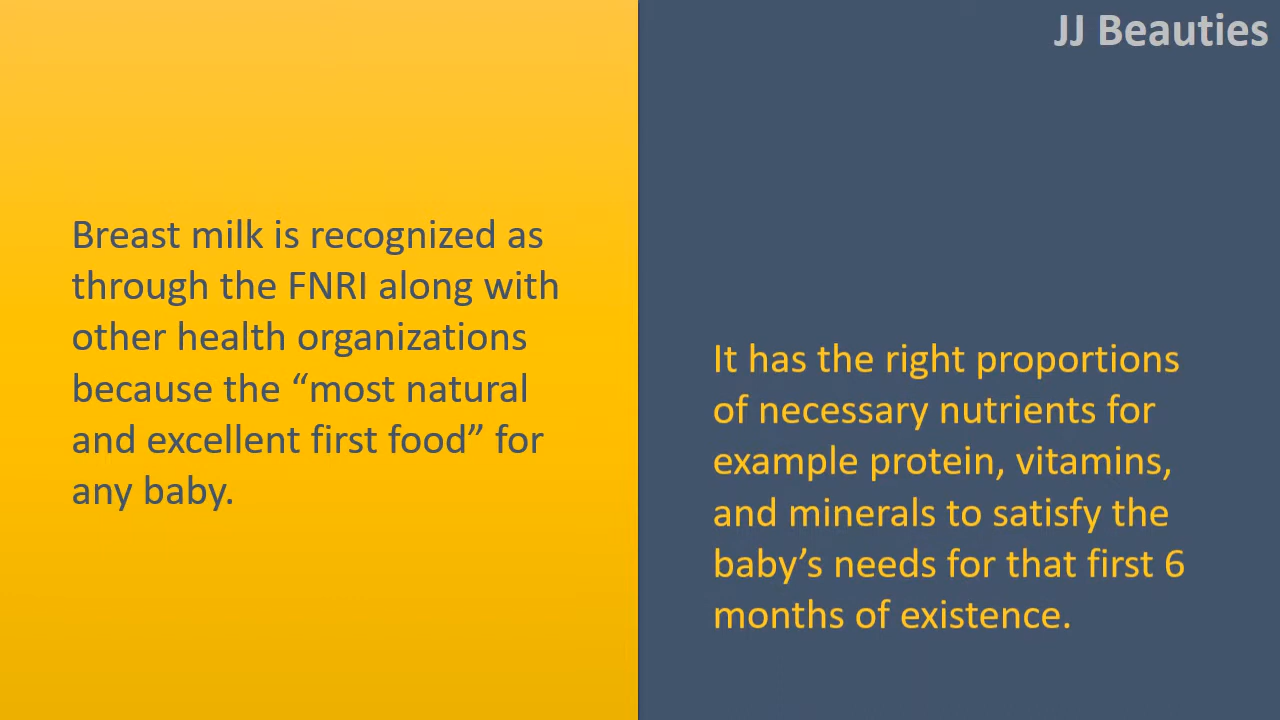 JJ Beauties
Breast milk is recognized as
through the FNRI along with
other health organizations
because the “most natural
and excellent first food” for
any baby.
It has the right proportions
of necessary nutrients for
example protein, vitamins,
and minerals to satisfy the
baby’s needs for that first 6
months of existence.